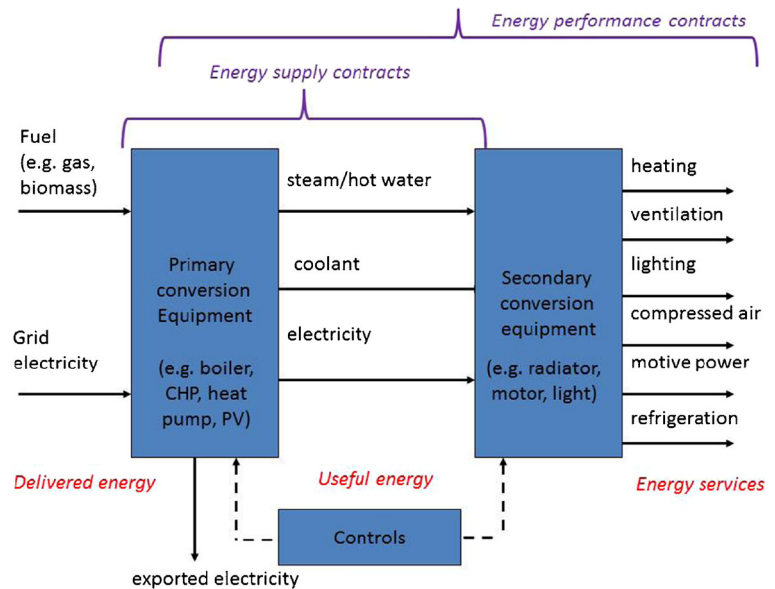 Energy performance contracts
Energy supply contracts
Fuel
(e.g. gas,
biomass)
Grid
electricity
Primary
conversion
Equipment
(e.g. boiler,
CHP, heat
pump, PV)
steam/hot water
coolant
electricity
Secondary
conversion
equipment
(e.g. radiator,
motor, light)
heating
ventilation
lighting
compressed air
motive power
refrigeration
Delivered energy
Useful energy
Energy services
Controls
exported electricity